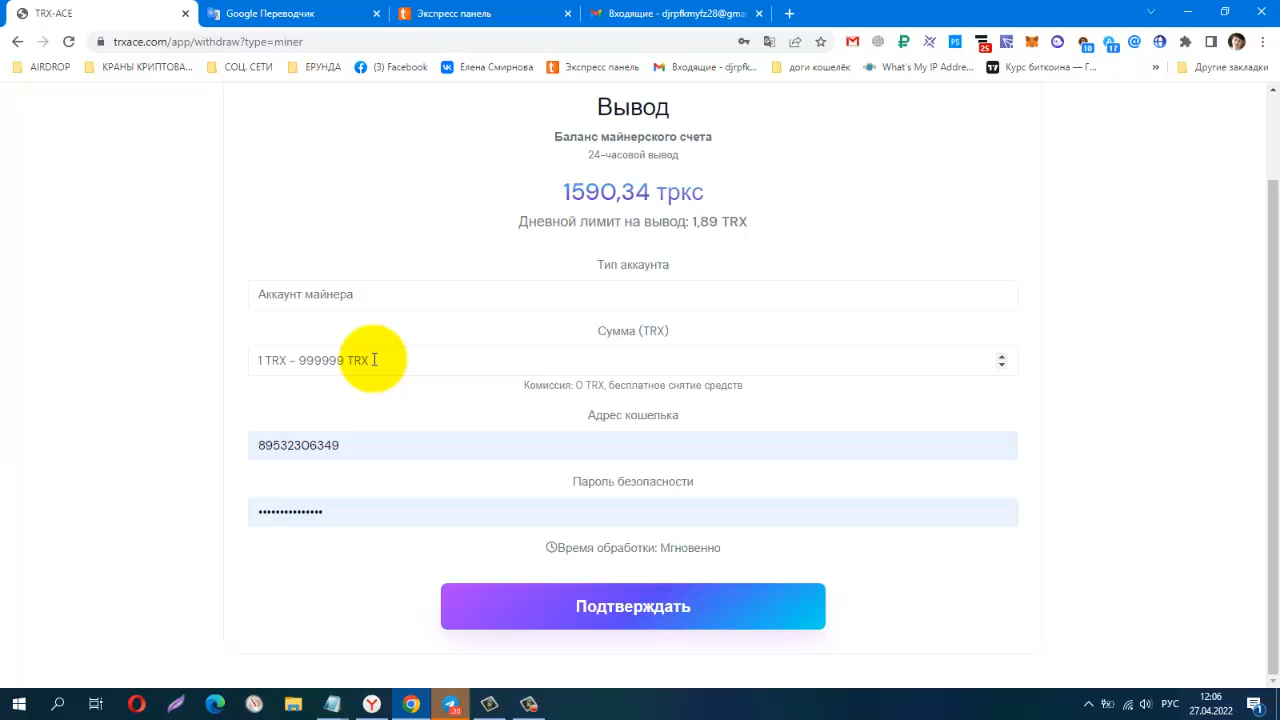 TRX-ACE
Google Переводчик
Экспресс панель
Входящие - djrpfkmyfz28@gma
trxace.com/app/withdraw?type=miner
25
10
17
AIRDROP
КРАНЫ КРИПТОВА...
СОЦ. СЕТИ
ЕРУНДА
(3) Facebook
Елена Смирнова
Экспресс панель
Входящие - djrpfk...
доги кошелёк
What's My IP Addre...
Курс биткоина — Г...
»
Другие закладки
Вывод
Баланс майнерского счета
24-часовой вывод
1590,34 тркс
Дневной лимит на вывод: 1,89 TRX
Тип аккаунта
Аккаунт майнера
Сумма (TRX)
1 TRX - 999999 TRX
Комиссия: 0 TRX, бесплатное снятие средств
Адрес кошелька
89532306349
Пароль безопасности
•••••••••••••••
Время обработки: Мгновенно
Подтверждать
РУС
12:06
27.04.2022